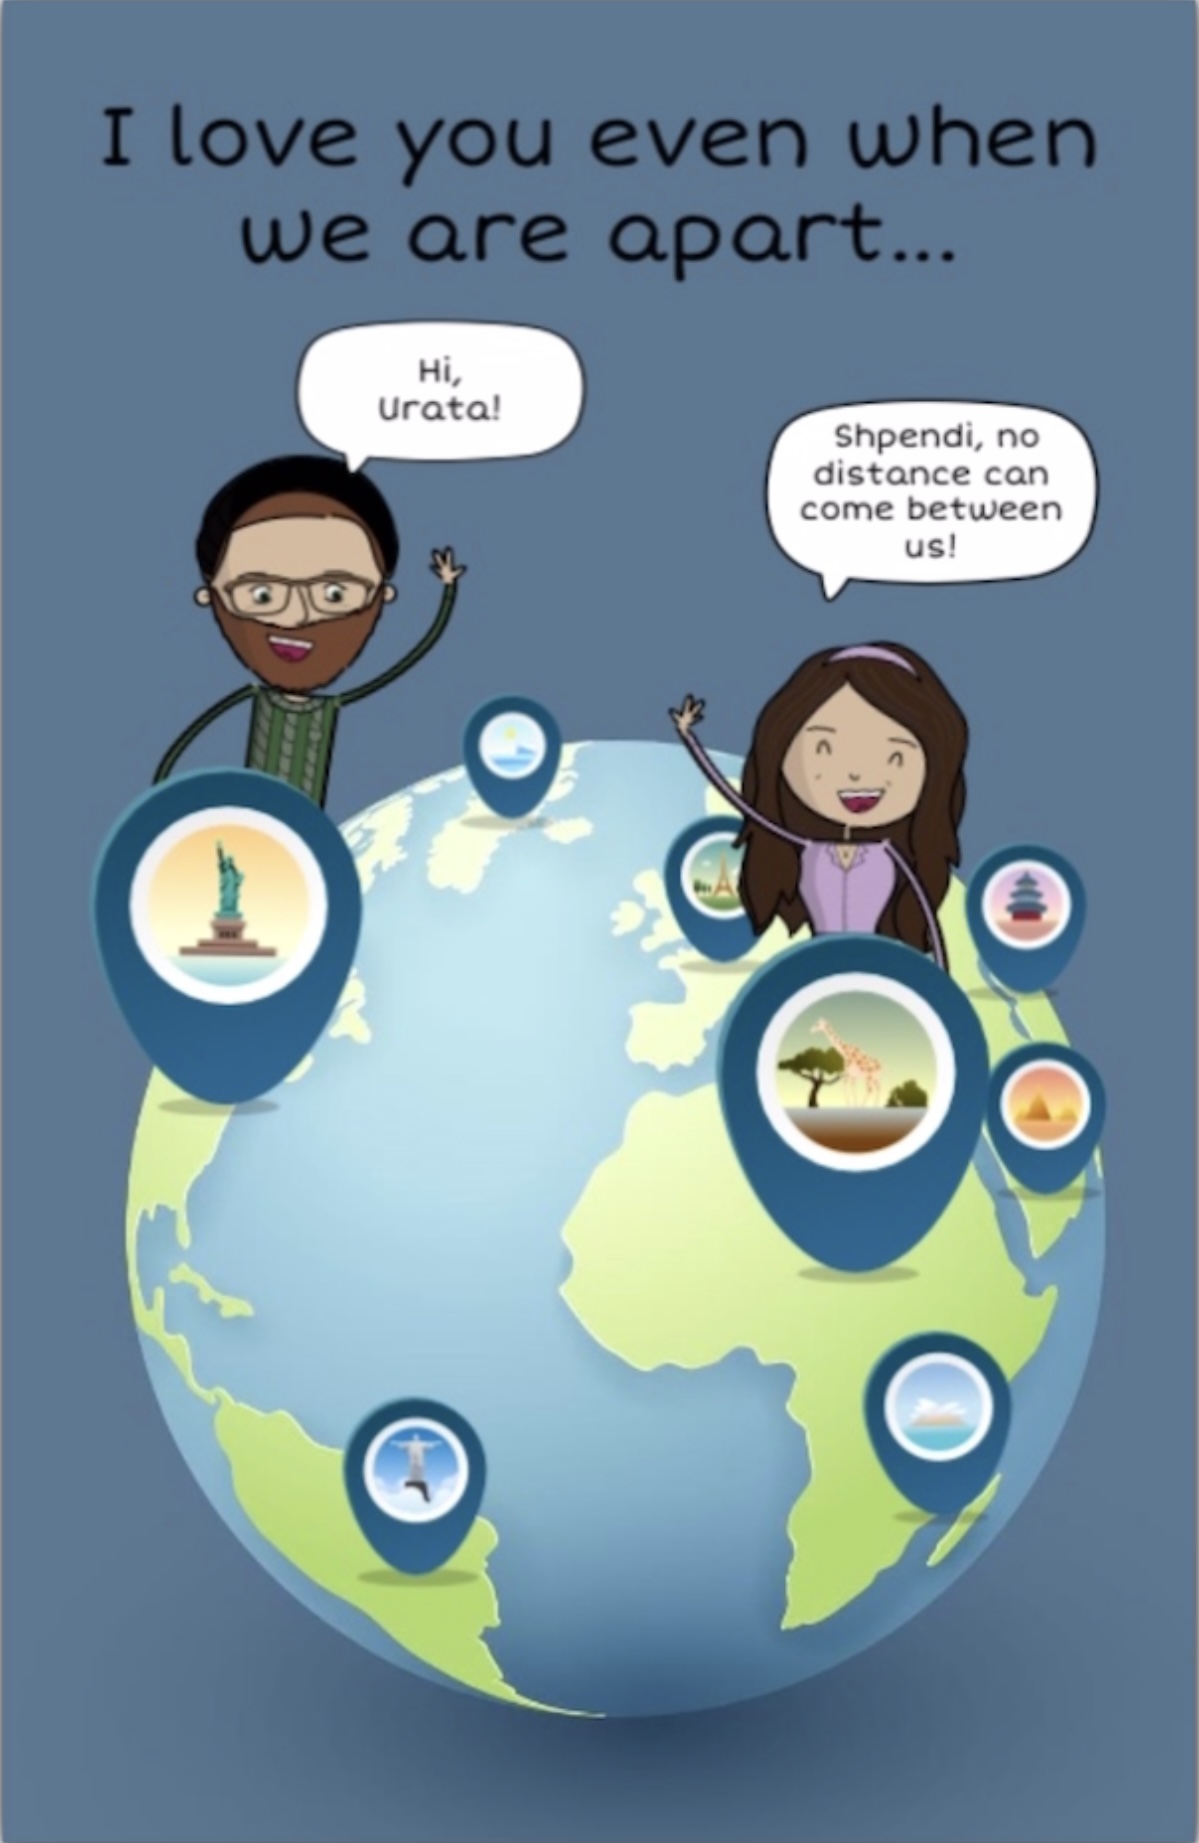 I love you even when
we are apart...
Hi,
Urata!
Shpendi, no
distance can
come between
us!